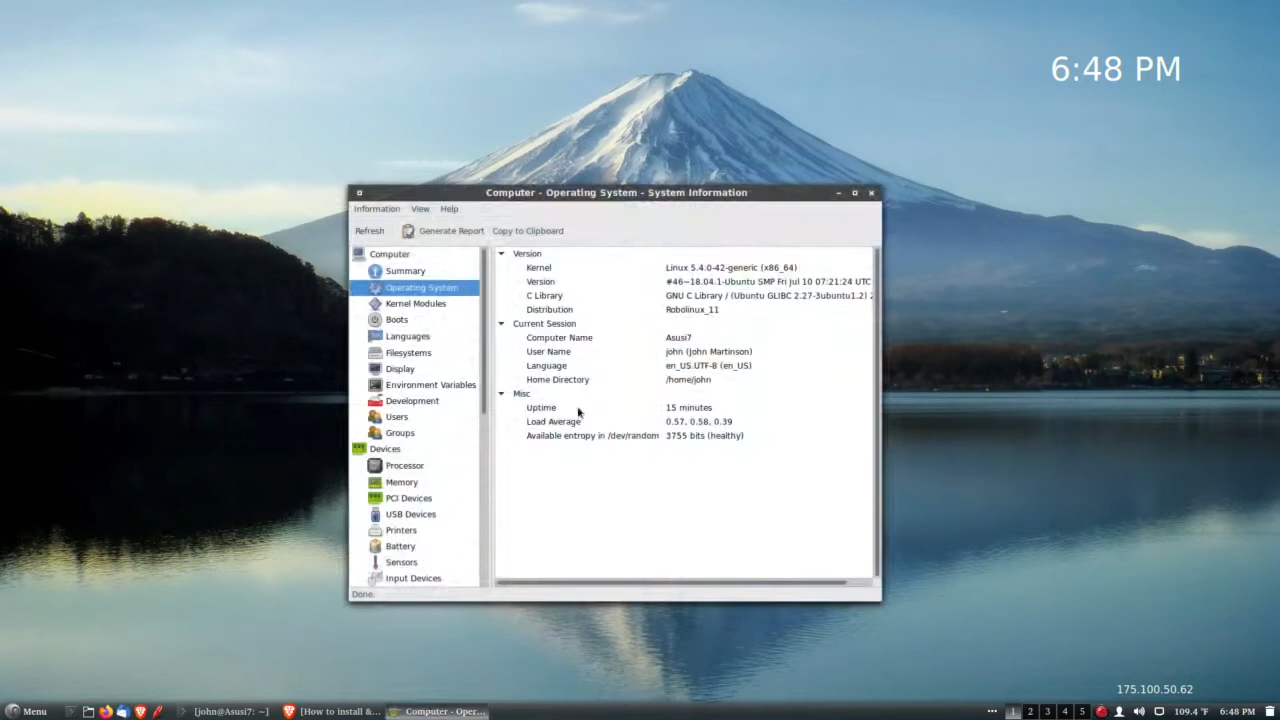 6:48 PM
Computer - Operating System - System Information
Information View Help
Refresh Generate Report Copy to Clipboard
Computer
Summary
Operating System
Kernel Modules
Boots
Languages
Filesystems
Display
Environment Variables
Development
Users
Groups
Devices
Processor
Memory
PCI Devices
USB Devices
Printers
Battery
Sensors
Input Devices
Version
Kernel Linux 5.4.0-42-generic (x86_64)
Version #46~18.04.1-Ubuntu SMP Fri Jul 10 07:21:24 UTC
C Library GNU C Library / (Ubuntu GLIBC 2.27-3ubuntu1.2) 2
Distribution Robolinux_11
Current Session
Computer Name Asusi7
User Name john (John Martinson)
Language en_US.UTF-8 (en_US)
Home Directory /home/john
Misc
Uptime 15 minutes
Load Average 0.57, 0.58, 0.39
Available entropy in /dev/random 3755 bits (healthy)
Done.
175.100.50.62
Menu [john@Asusi7: ~] [How to install &... Computer - Oper... 1 2 3 4 5 109.4 °F 6:48 PM